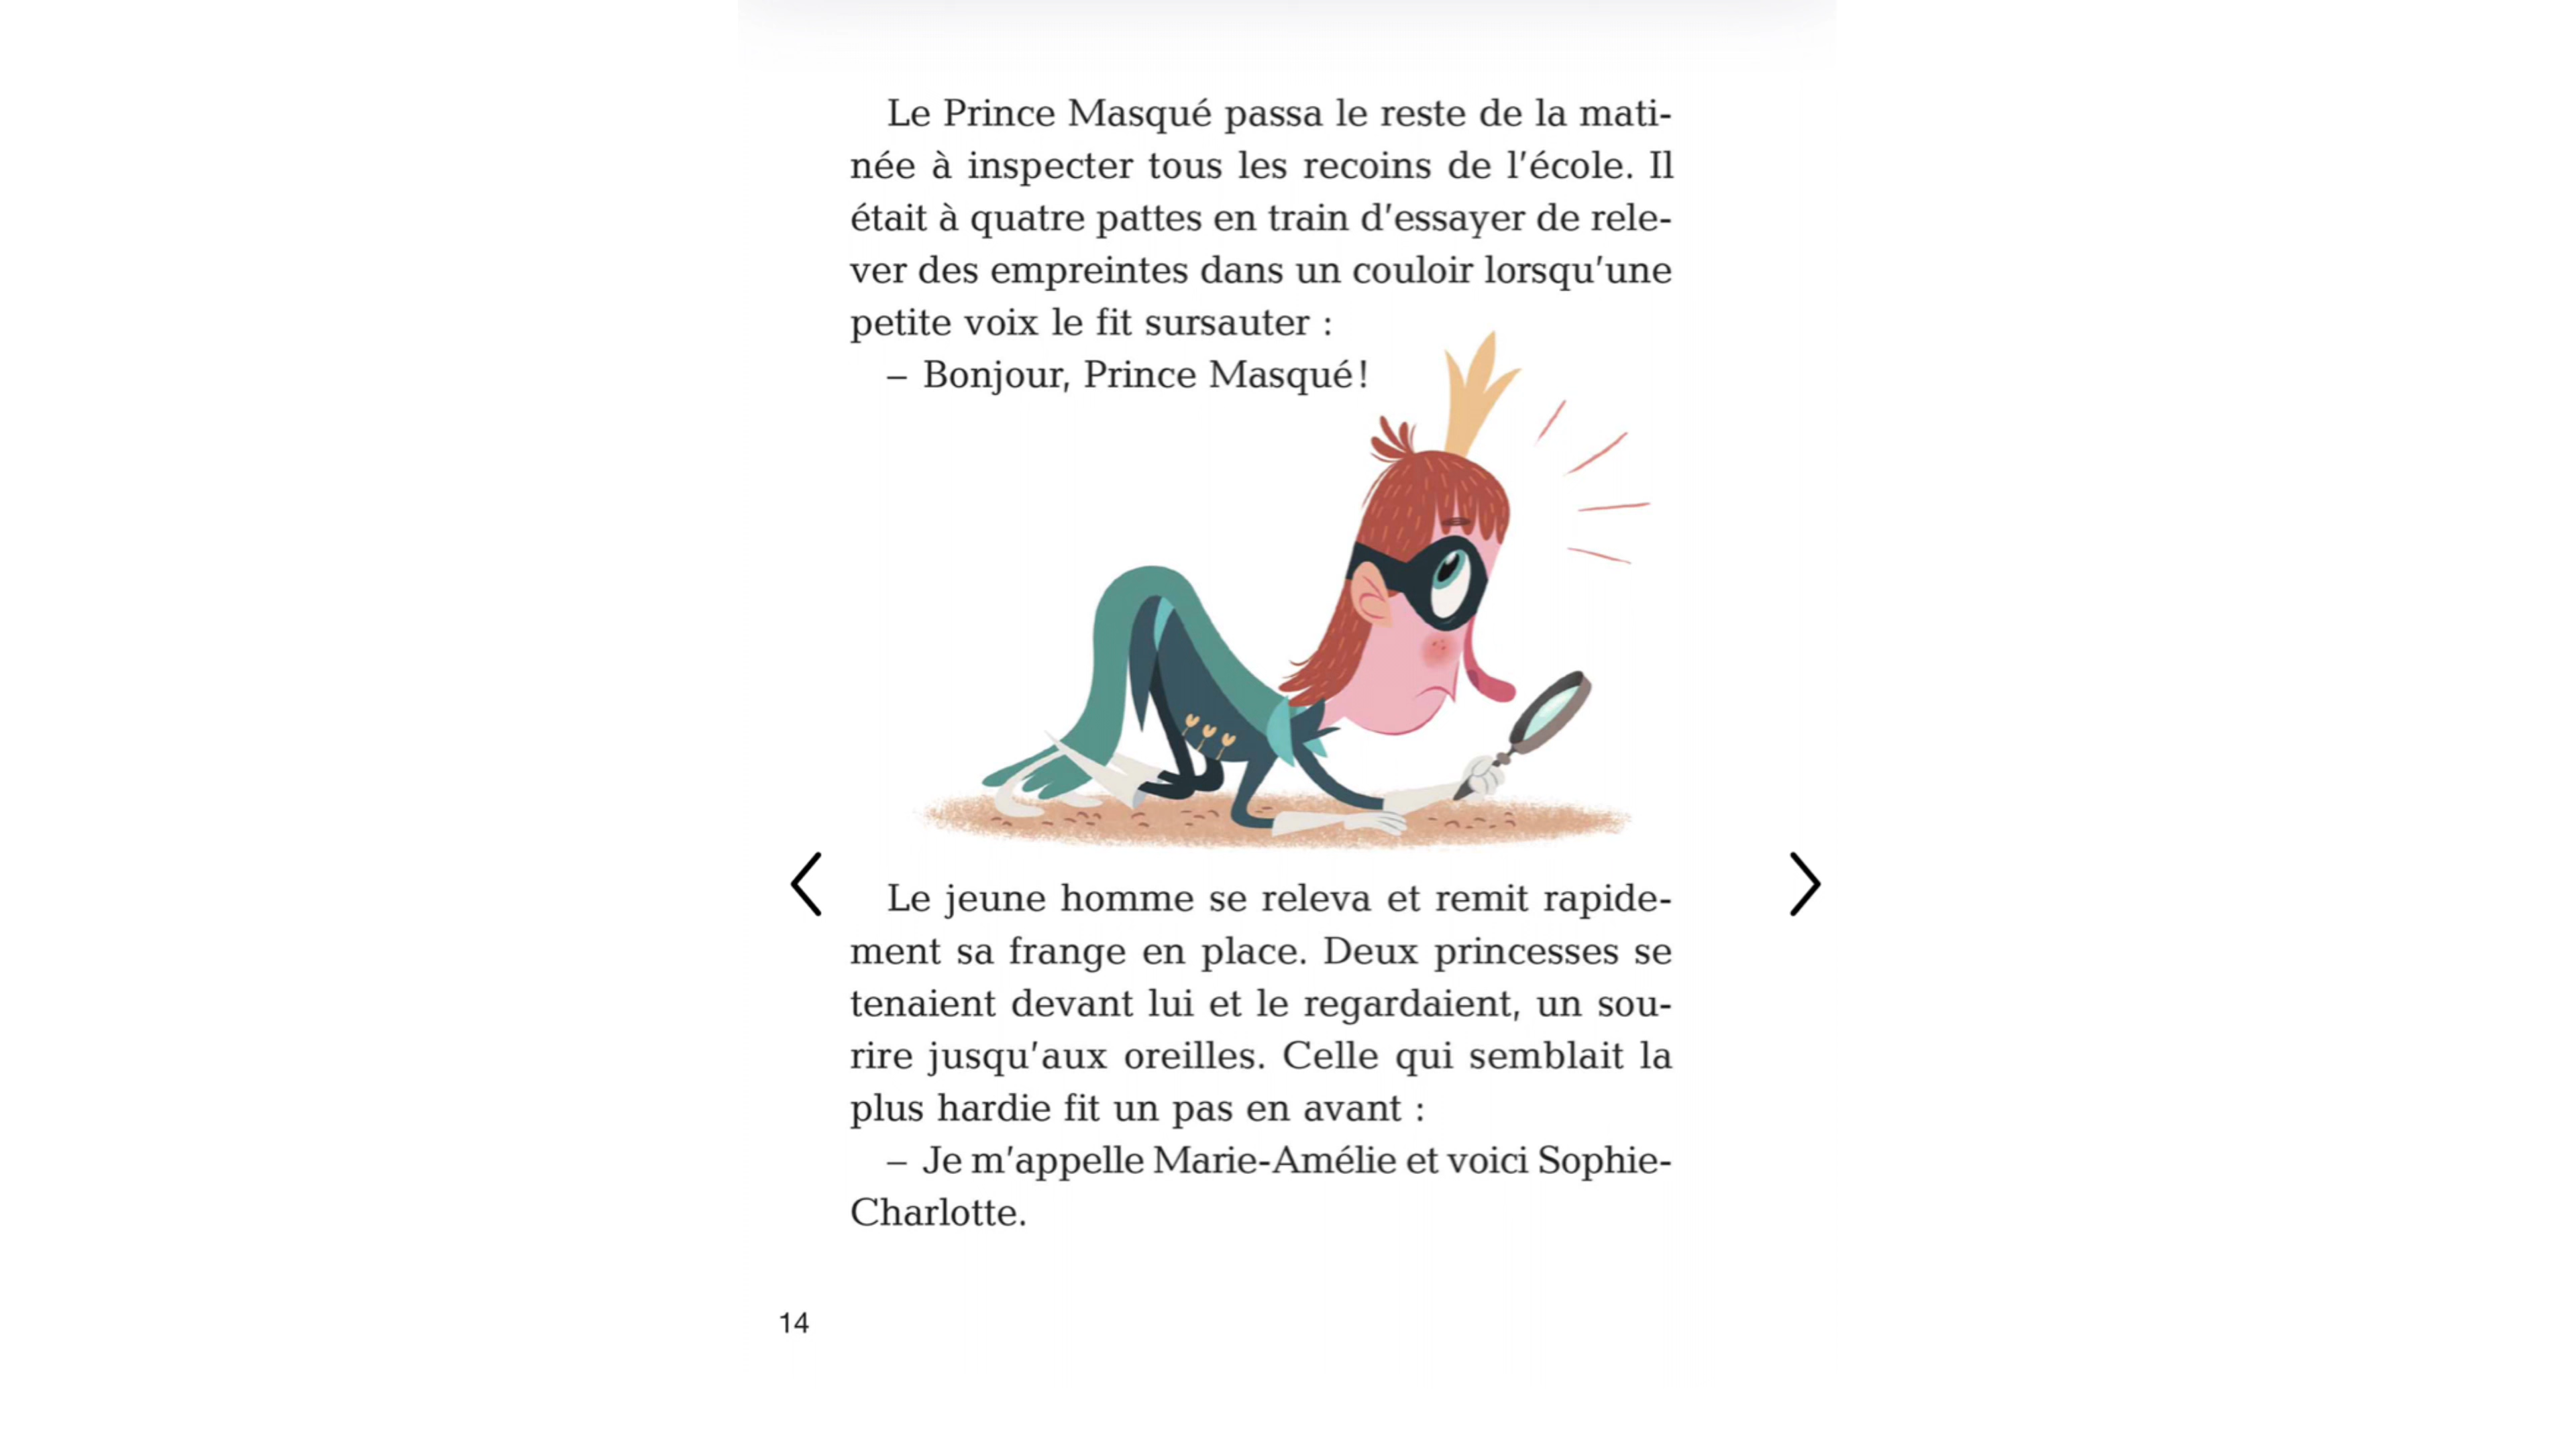 Le Prince Masqué passa le reste de la mati-
née à inspecter tous les recoins de l'école. Il
était à quatre pattes en train d'essayer de rele-
ver des empreintes dans un couloir lorsqu'une
petite voix le fit sursauter :
– Bonjour, Prince Masqué !
Le jeune homme se releva et remit rapide-
ment sa frange en place. Deux princesses se
tenaient devant lui et le regardaient, un sou-
rire jusqu'aux oreilles. Celle qui semblait la
plus hardie fit un pas en avant :
– Je m'appelle Marie-Amélie et voici Sophie-
Charlotte.
14